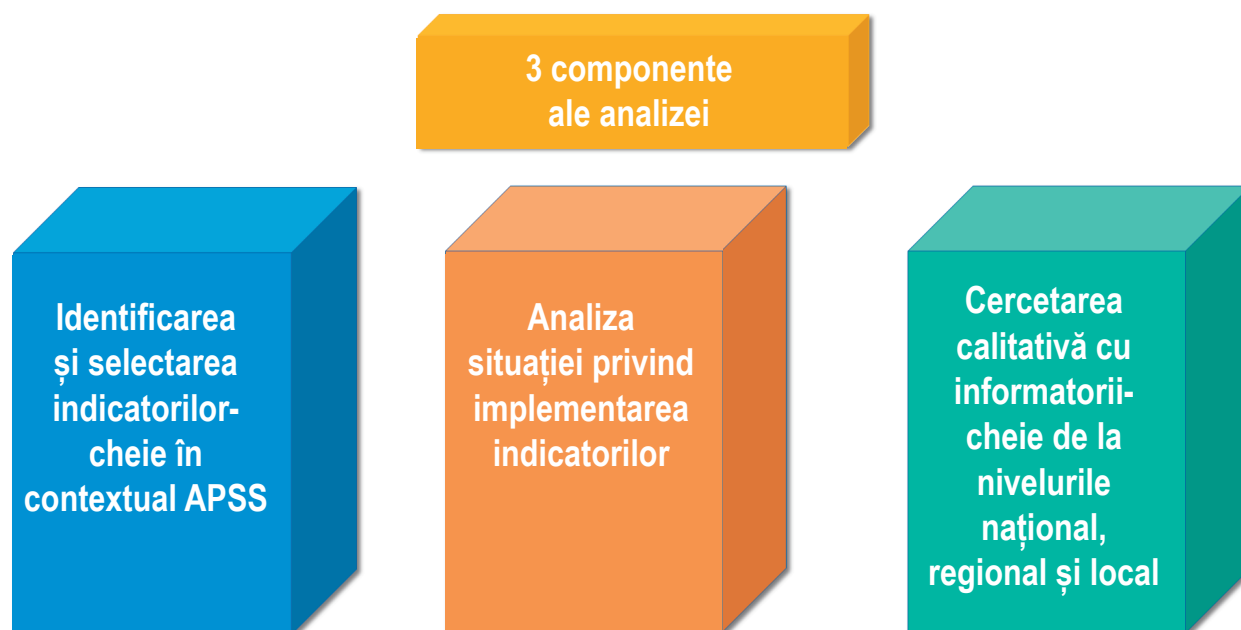 3 componente
ale analizei
Identificarea
și selectarea
indicatorilor-
cheie în
contextual APSS
Analiza
situației privind
implementarea
indicatorilor
Cercetarea
calitativă cu
informatorii-
cheie de la
nivelurile
național,
regional și local